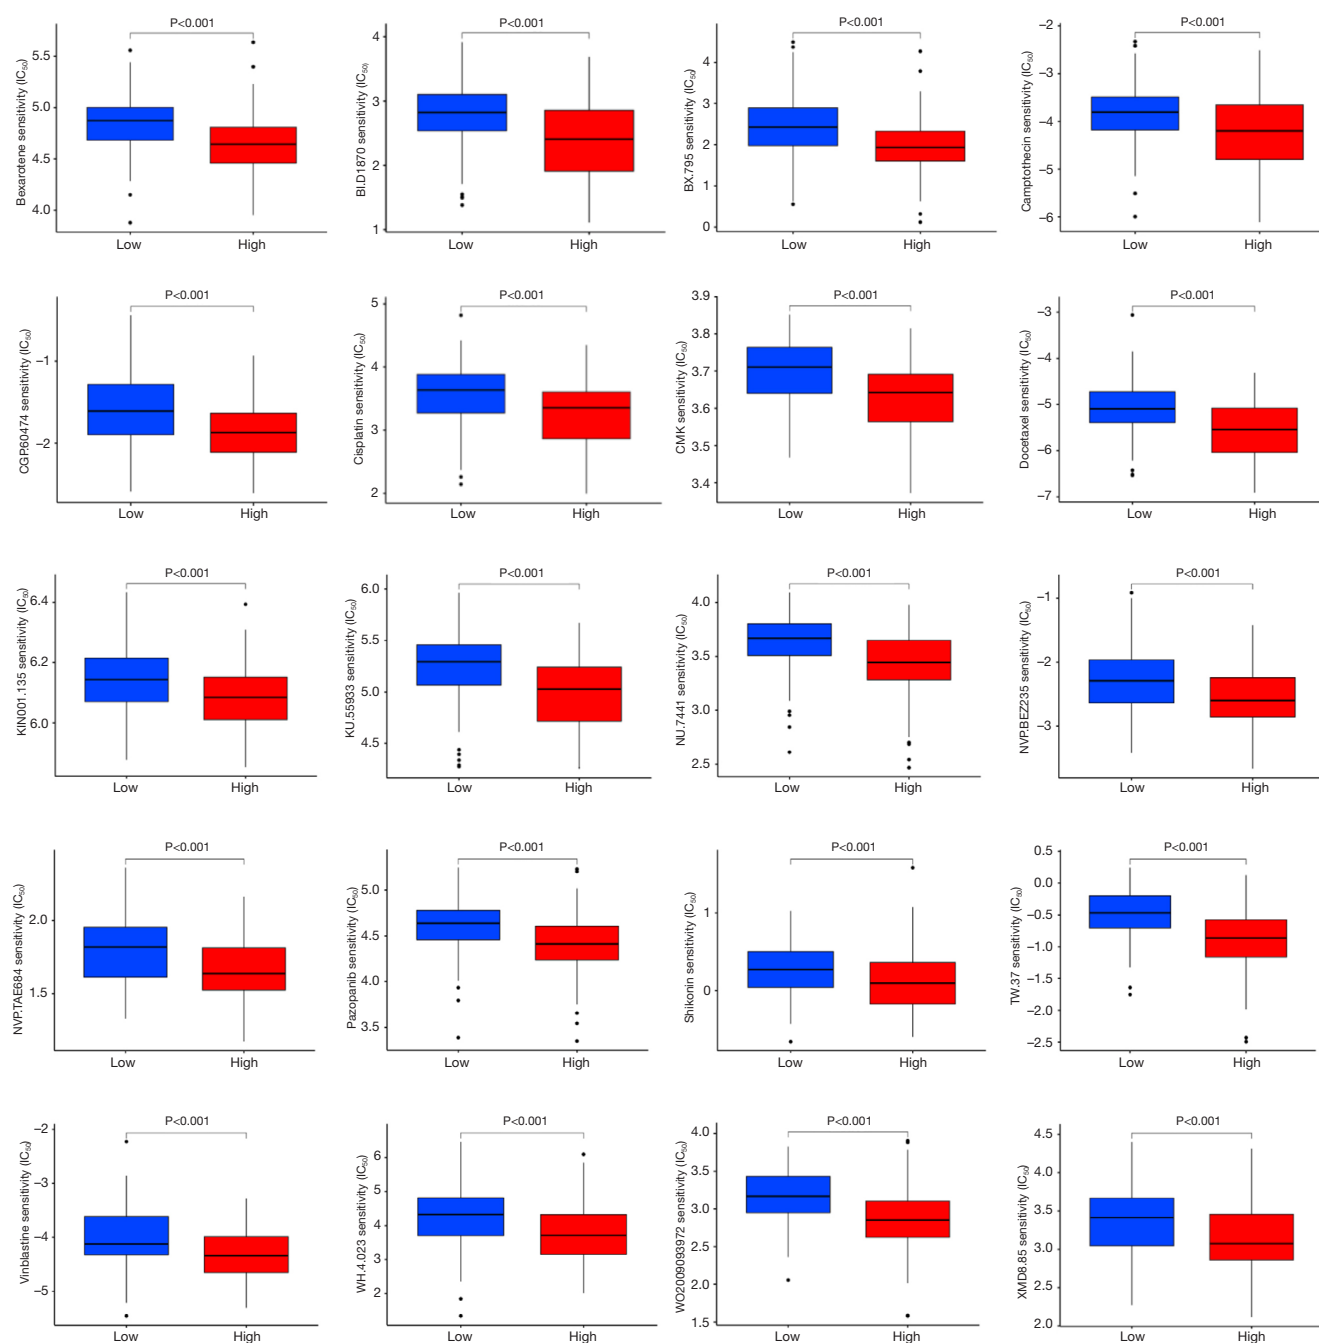 P<0.001
Bexarotene sensitivity (IC50)
5.5
5.0
4.5
4.0
Low
High
P<0.001
BI.D1870 sensitivity (IC50)
4
3
2
1
Low
High
P<0.001
BX.795 sensitivity (IC50)
4
3
2
1
0
Low
High
P<0.001
Camptothecin sensitivity (IC50)
−2
−3
−4
−5
−6
Low
High
P<0.001
CGP.60474 sensitivity (IC50)
−1
−2
Low
High
P<0.001
Cisplatin sensitivity (IC50)
5
4
3
2
Low
High
P<0.001
CMK sensitivity (IC50)
3.9
3.8
3.7
3.6
3.5
3.4
Low
High
P<0.001
Docetaxel sensitivity (IC50)
−3
−4
−5
−6
−7
Low
High
P<0.001
KIN001.135 sensitivity (IC50)
6.4
6.2
6.0
Low
High
P<0.001
KU.55933 sensitivity (IC50)
6.0
5.5
5.0
4.5
Low
High
P<0.001
NU.7441 sensitivity (IC50)
4.0
3.5
3.0
2.5
Low
High
P<0.001
NVP.BEZ235 sensitivity (IC50)
−1
−2
−3
Low
High
P<0.001
NVP.TAE684 sensitivity (IC50)
2.0
1.5
Low
High
P<0.001
Pazopanib sensitivity (IC50)
5.0
4.5
4.0
3.5
Low
High
P<0.001
Shikonin sensitivity (IC50)
1
0
Low
High
P<0.001
TW.37 sensitivity (IC50)
0.5
0.0
−0.5
−1.0
−1.5
−2.0
−2.5
Low
High
P<0.001
Vinblastine sensitivity (IC50)
−2
−3
−4
−5
Low
High
P<0.001
WH.4.023 sensitivity (IC50)
6
5
4
3
2
Low
High
P<0.001
WO2009093972 sensitivity (IC50)
4.0
3.5
3.0
2.5
2.0
1.5
Low
High
P<0.001
XMD8.85 sensitivity (IC50)
4.5
4.0
3.5
3.0
2.5
2.0
Low
High